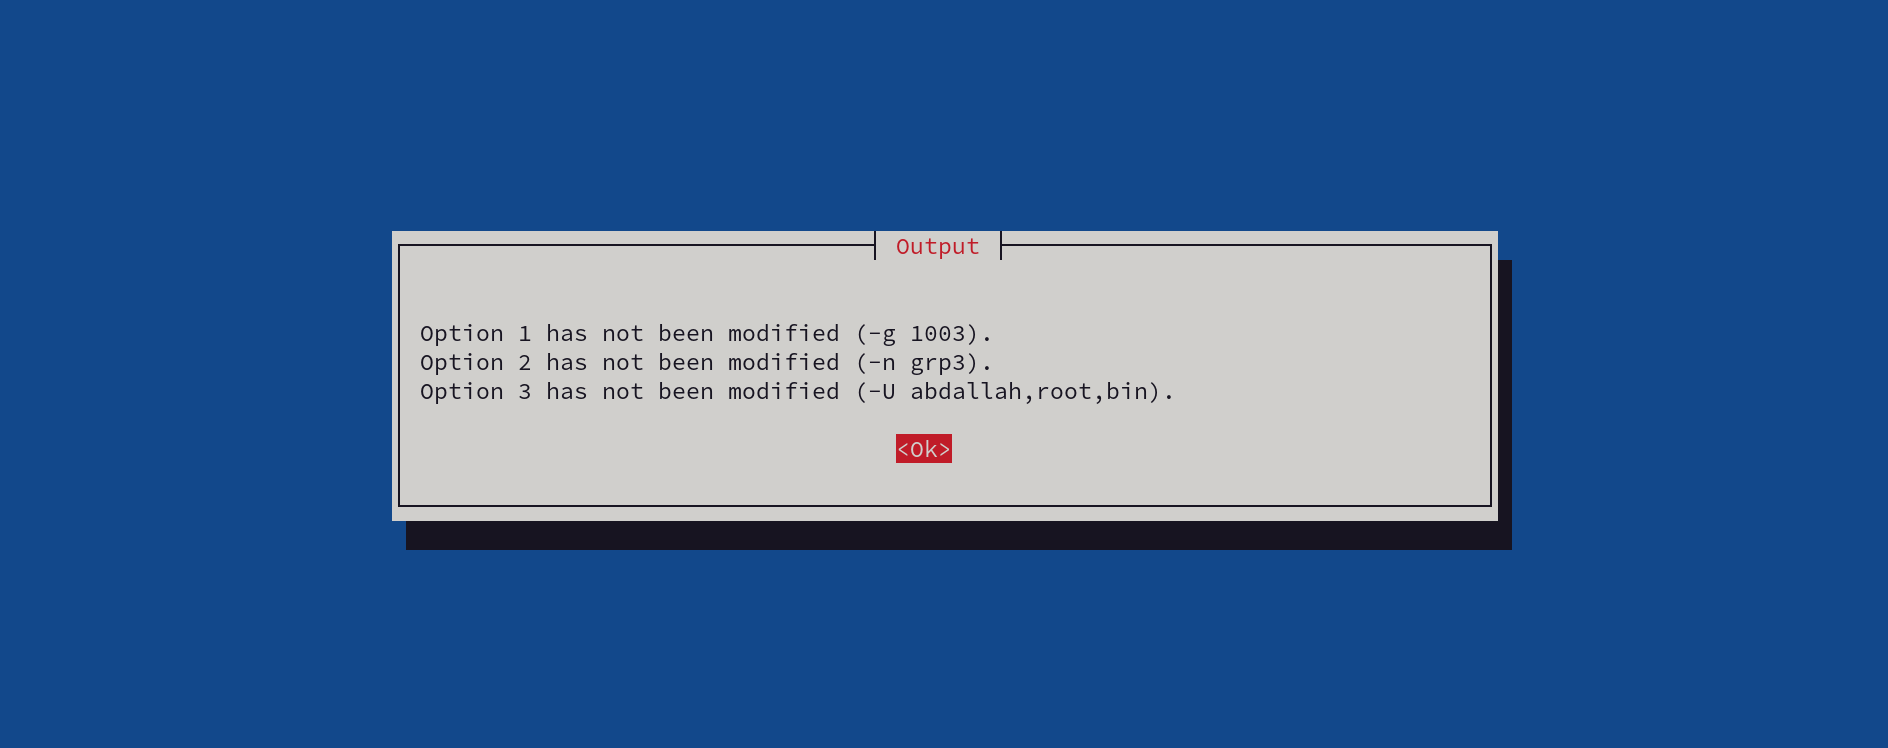 Output
Option 1 has not been modified (-g 1003).
Option 2 has not been modified (-n grp3).
Option 3 has not been modified (-U abdallah,root,bin).
<Ok>